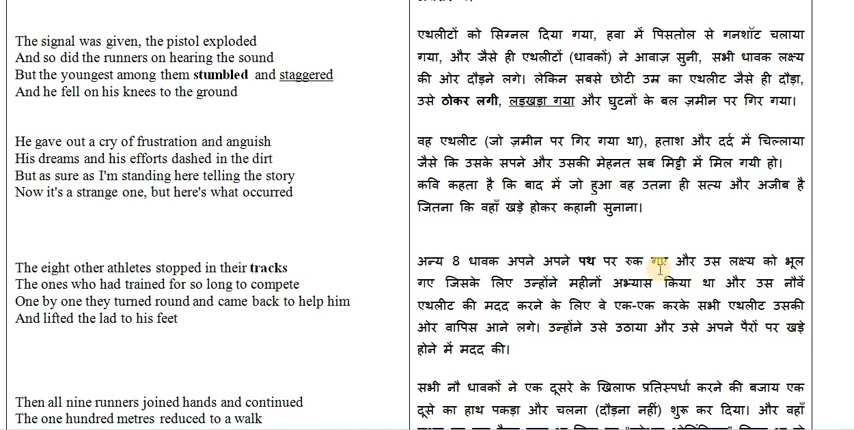 The signal was given, the pistol exploded
And so did the runners on hearing the sound
But the youngest among them stumbled and staggered
And he fell on his knees to the ground
He gave out a cry of frustration and anguish
His dreams and his efforts dashed in the dirt
But as sure as I'm standing here telling the story
Now it's a strange one, but here's what occurred
The eight other athletes stopped in their tracks
The ones who had trained for so long to compete
One by one they turned round and came back to help him
And lifted the lad to his feet
Then all nine runners joined hands and continued
The one hundred metres reduced to a walk
एथलीटों को सिग्नल दिया गया, हवा में पिसतोल से गनशॉट चलाया
गया, और जैसे ही एथलीटों (धावकों) ने आवाज़ सुनी, सभी धावक लक्ष्य
की ओर दौड़ने लगे। लेकिन सबसे छोटी उम्र का एथलीट जैसे ही दौड़ा,
उसे ठोकर लगी, लड़खड़ा गया और घुटनों के बल ज़मीन पर गिर गया।
वह एथलीट (जो ज़मीन पर गिर गया था), हताश और दर्द में चिल्लाया
जैसे कि उसके सपने और उसकी मेहनत सब मिट्टी में मिल गयी हो।
कवि कहता है कि बाद में जो हुआ वह उतना ही सत्य और अजीब है
जितना कि वहाँ खड़े होकर कहानी सुनाना।
अन्य 8 धावक अपने अपने पथ पर रुक गए और उस लक्ष्य को भूल
गए जिसके लिए उन्होंने महीनों अभ्यास किया था और उस नौवें
एथलीट की मदद करने के लिए वे एक-एक करके सभी एथलीट उसकी
ओर वापिस आने लगे। उन्होंने उसे उठाया और उसे अपने पैरों पर खड़े
होने में मदद की।
सभी नौ धावकों ने एक दूसरे के खिलाफ प्रतिस्पर्धा करने की बजाय एक
दूसे का हाथ पकड़ा और चलना (दौड़ना नहीं) शुरू कर दिया। और वहाँ